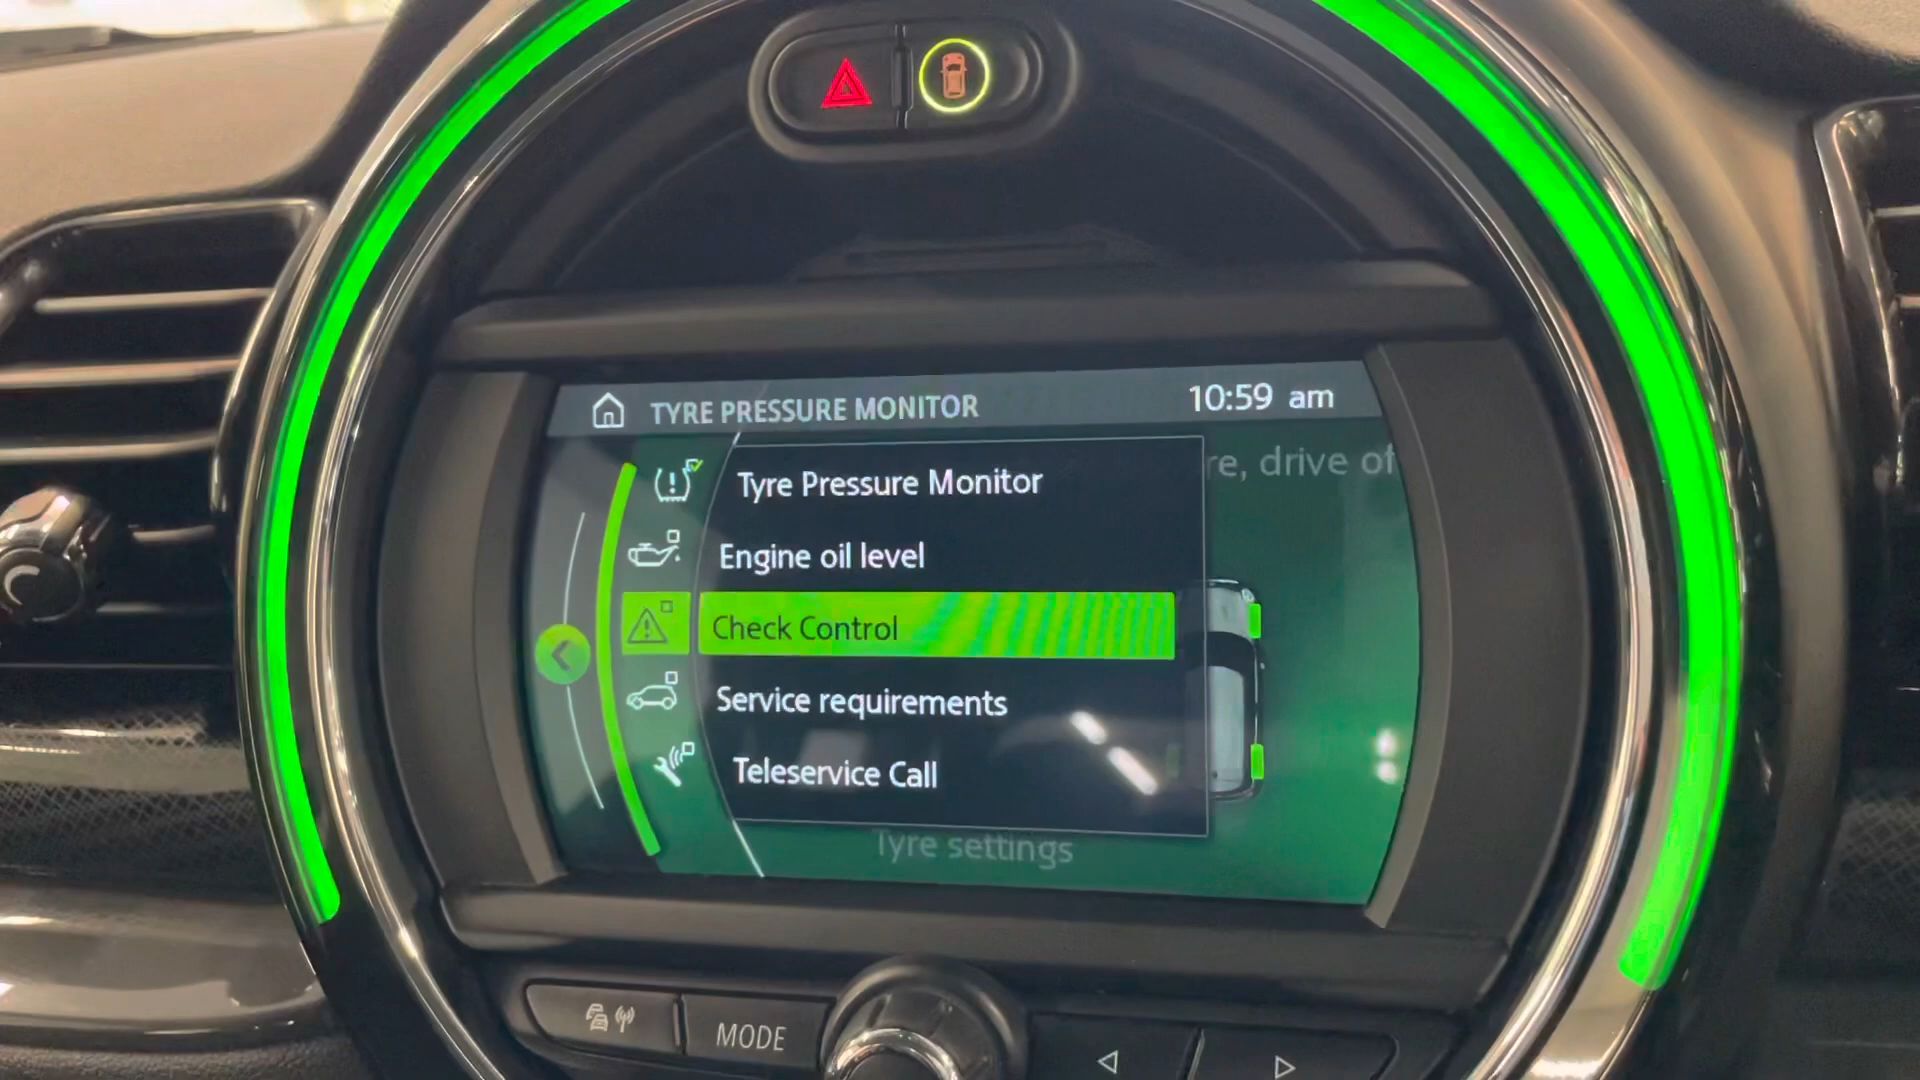 TYRE PRESSURE MONITOR 10:59 am
re, drive of
Tyre Pressure Monitor
Engine oil level
Check Control
Service requirements
Teleservice Call
Tyre settings
MODE